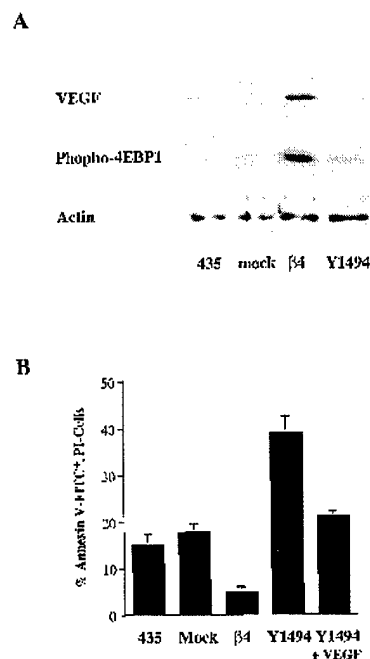 A
VEGF
Phopho-4EBP1
Actin
435 mock β4 Y1494
B
% Annexin V-FITC+, PI-Cells
50
40
30
20
10
0
435 Mock β4 Y1494 Y1494
+ VEGF